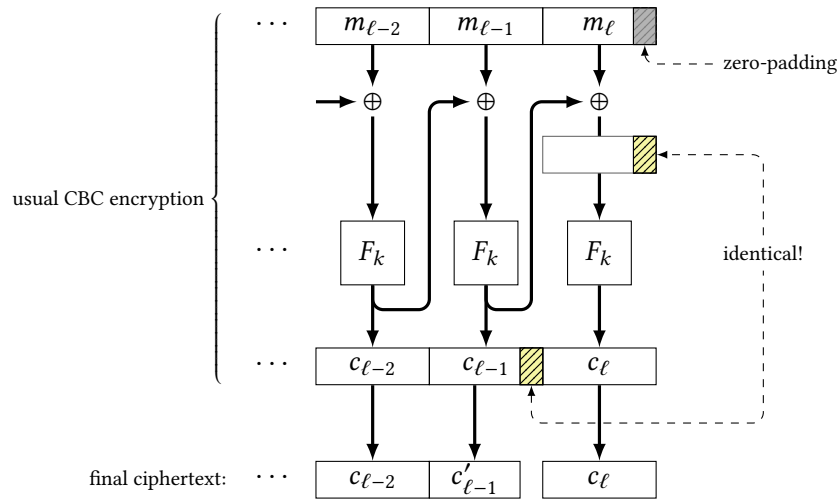 ··· m_{ℓ−2} m_{ℓ−1} m_ℓ
zero-padding
⊕ ⊕ ⊕
usual CBC encryption
··· F_k F_k F_k
identical!
··· c_{ℓ−2} c_{ℓ−1} c_ℓ
final ciphertext: ··· c_{ℓ−2} c′_{ℓ−1} c_ℓ